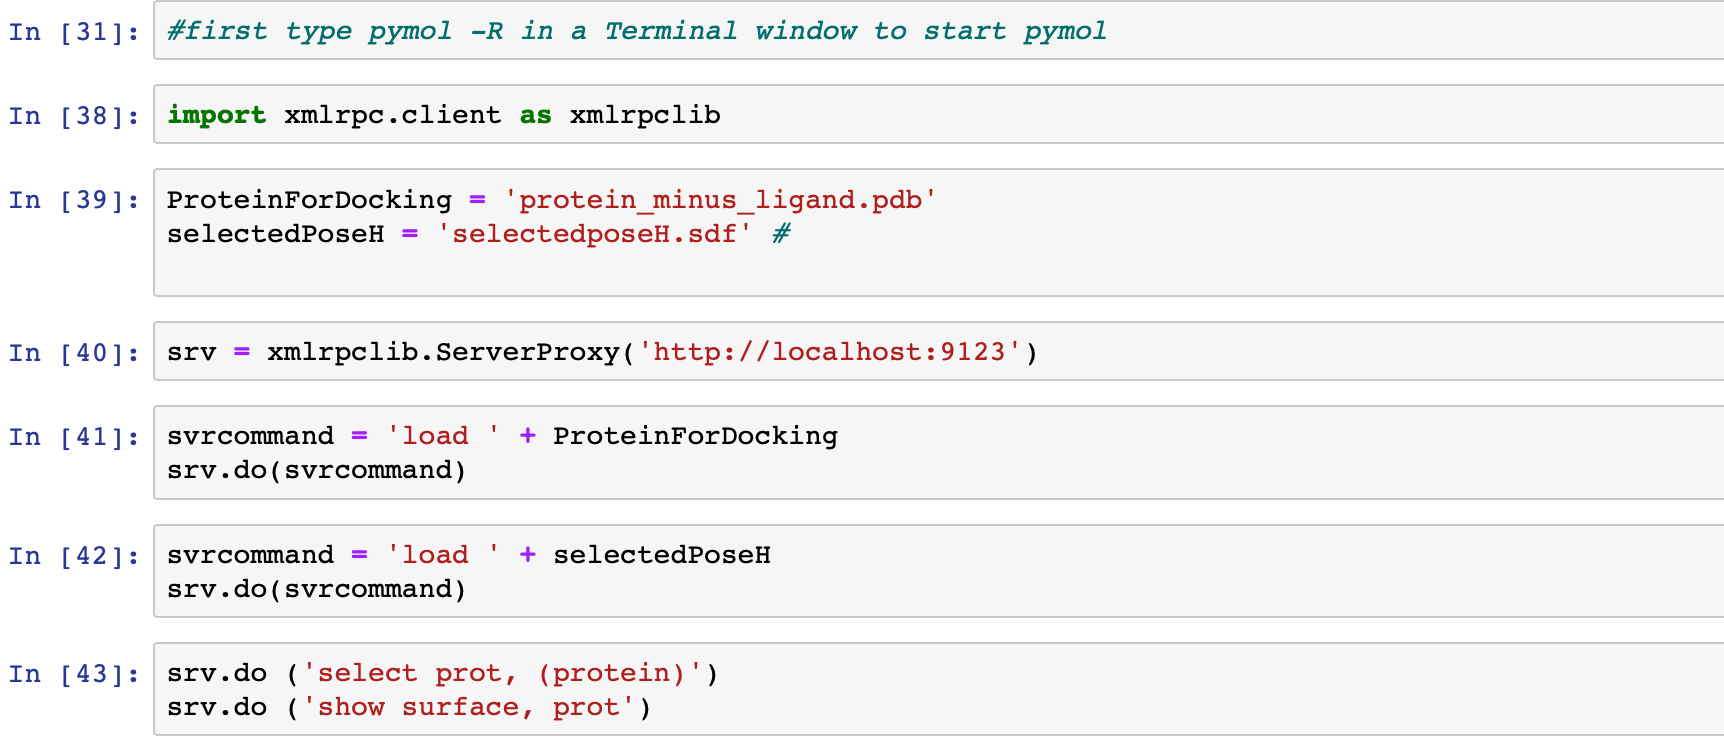 In [31]: #first type pymol -R in a Terminal window to start pymol
In [38]: import xmlrpc.client as xmlrpclib
In [39]: ProteinForDocking = 'protein_minus_ligand.pdb'
selectedPoseH = 'selectedposeH.sdf' #
In [40]: srv = xmlrpclib.ServerProxy('http://localhost:9123')
In [41]: svrcommand = 'load ' + ProteinForDocking
srv.do(svrcommand)
In [42]: svrcommand = 'load ' + selectedPoseH
srv.do(svrcommand)
In [43]: srv.do ('select prot, (protein)')
srv.do ('show surface, prot')